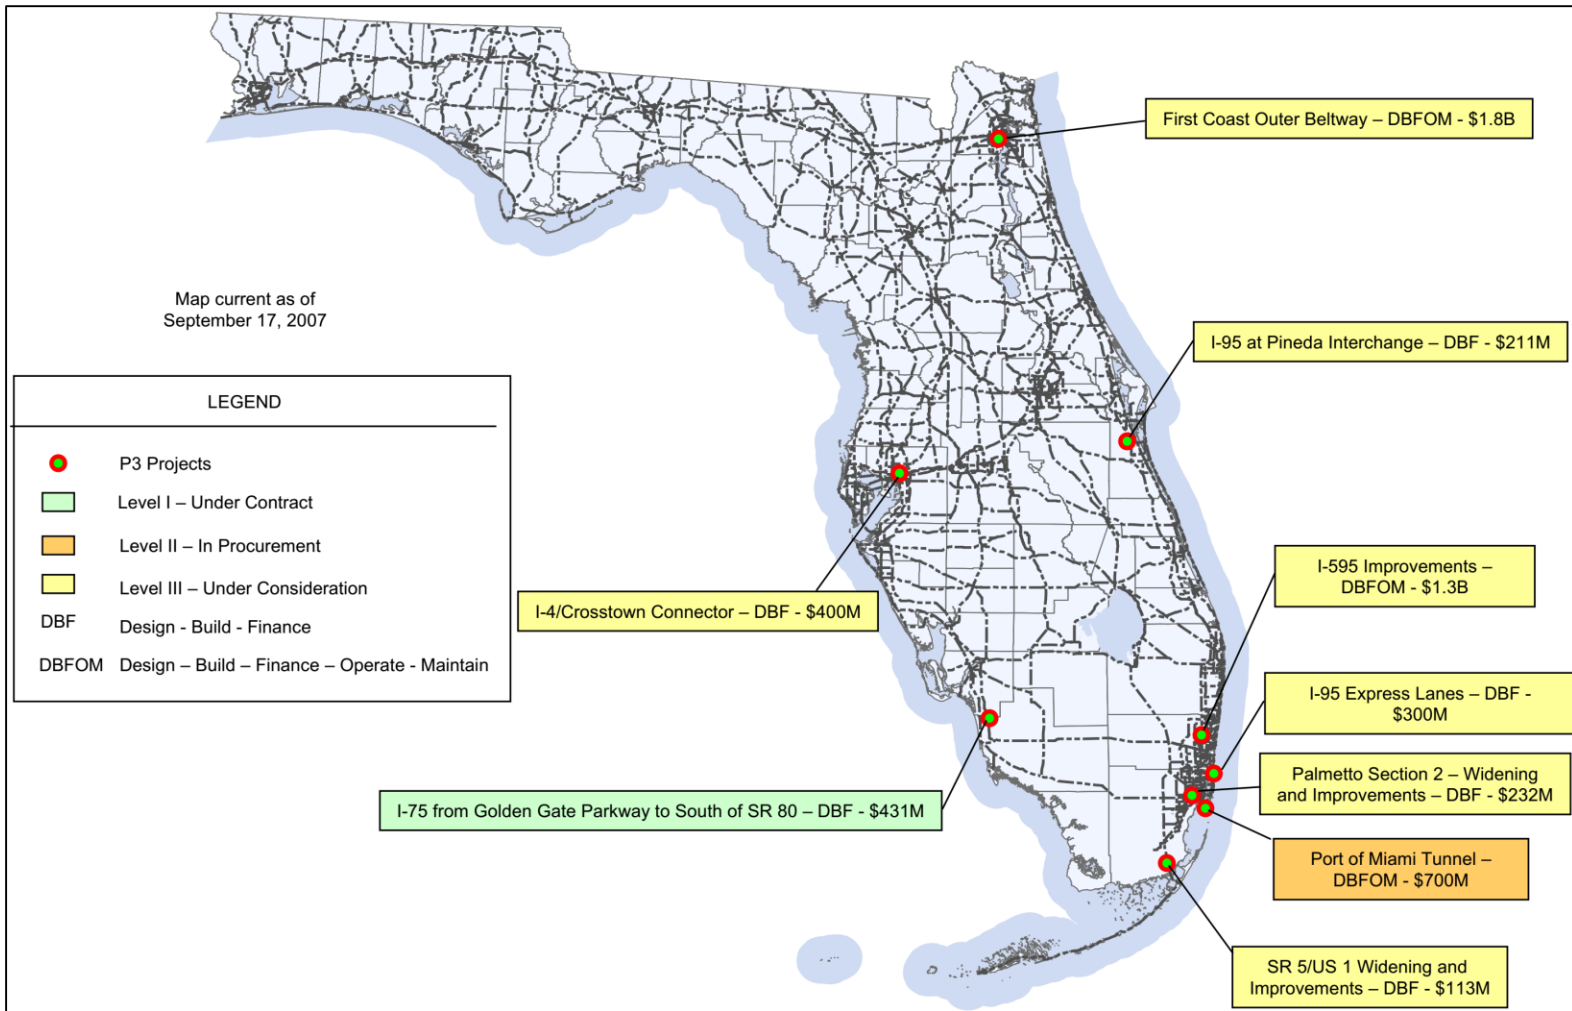 First Coast Outer Beltway – DBFOM - $1.8B
Map current as of
September 17, 2007
I-95 at Pineda Interchange – DBF - $211M
LEGEND
P3 Projects
Level I – Under Contract
Level II – In Procurement
Level III – Under Consideration
DBF Design - Build - Finance
DBFOM Design – Build – Finance – Operate - Maintain
I-4/Crosstown Connector – DBF - $400M
I-595 Improvements –
DBFOM - $1.3B
I-95 Express Lanes – DBF -
$300M
Palmetto Section 2 – Widening
and Improvements – DBF - $232M
I-75 from Golden Gate Parkway to South of SR 80 – DBF - $431M
Port of Miami Tunnel –
DBFOM - $700M
SR 5/US 1 Widening and
Improvements – DBF - $113M